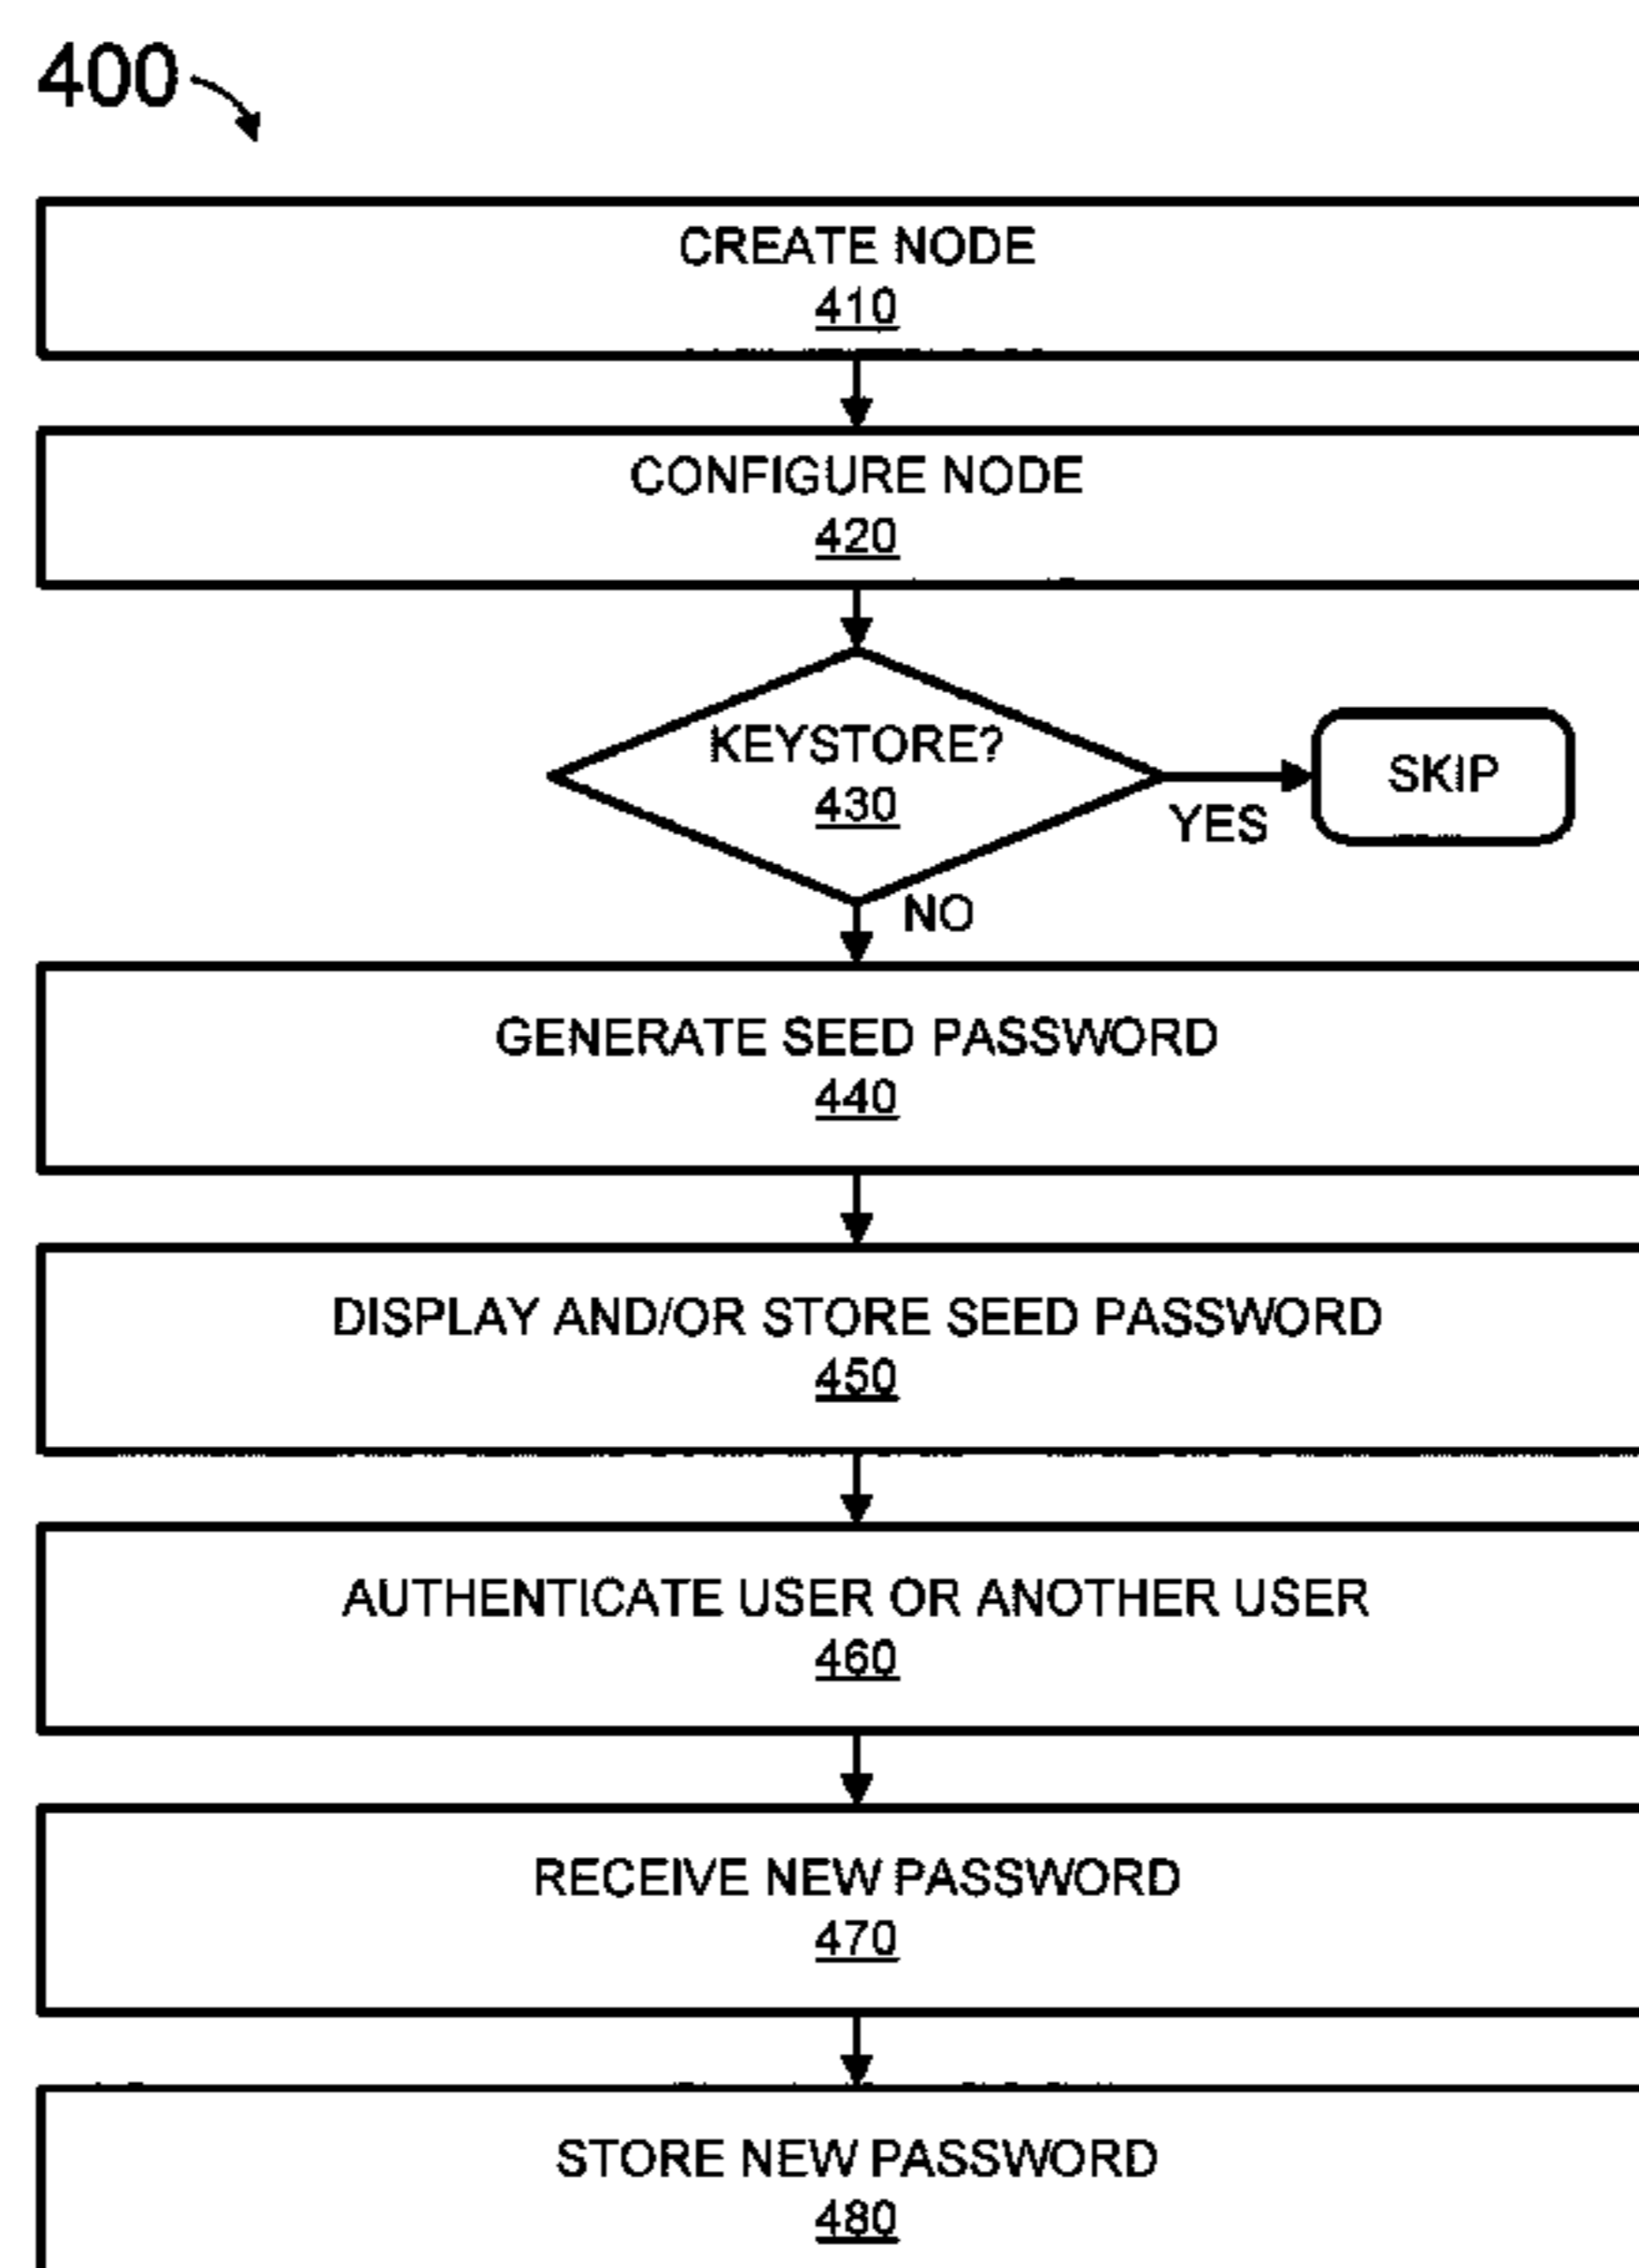 400
CREATE NODE
410
CONFIGURE NODE
420
KEYSTORE?
430
YES
SKIP
NO
GENERATE SEED PASSWORD
440
DISPLAY AND/OR STORE SEED PASSWORD
450
AUTHENTICATE USER OR ANOTHER USER
460
RECEIVE NEW PASSWORD
470
STORE NEW PASSWORD
480